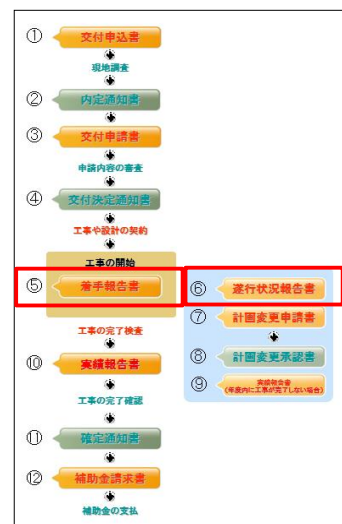 ① 交付申込書
現地調査
② 内定通知書
③ 交付申請書
申請内容の審査
④ 交付決定通知書
工事や設計の契約
工事の開始
⑤ 着手報告書
⑥ 遂行状況報告書
⑦ 計画変更申請書
⑧ 計画変更承認書
⑨ 実績報告書
(年度内に工事が完了しない場合)
工事の完了検査
⑩ 実績報告書
工事の完了確認
⑪ 確定通知書
⑫ 補助金請求書
補助金の支払